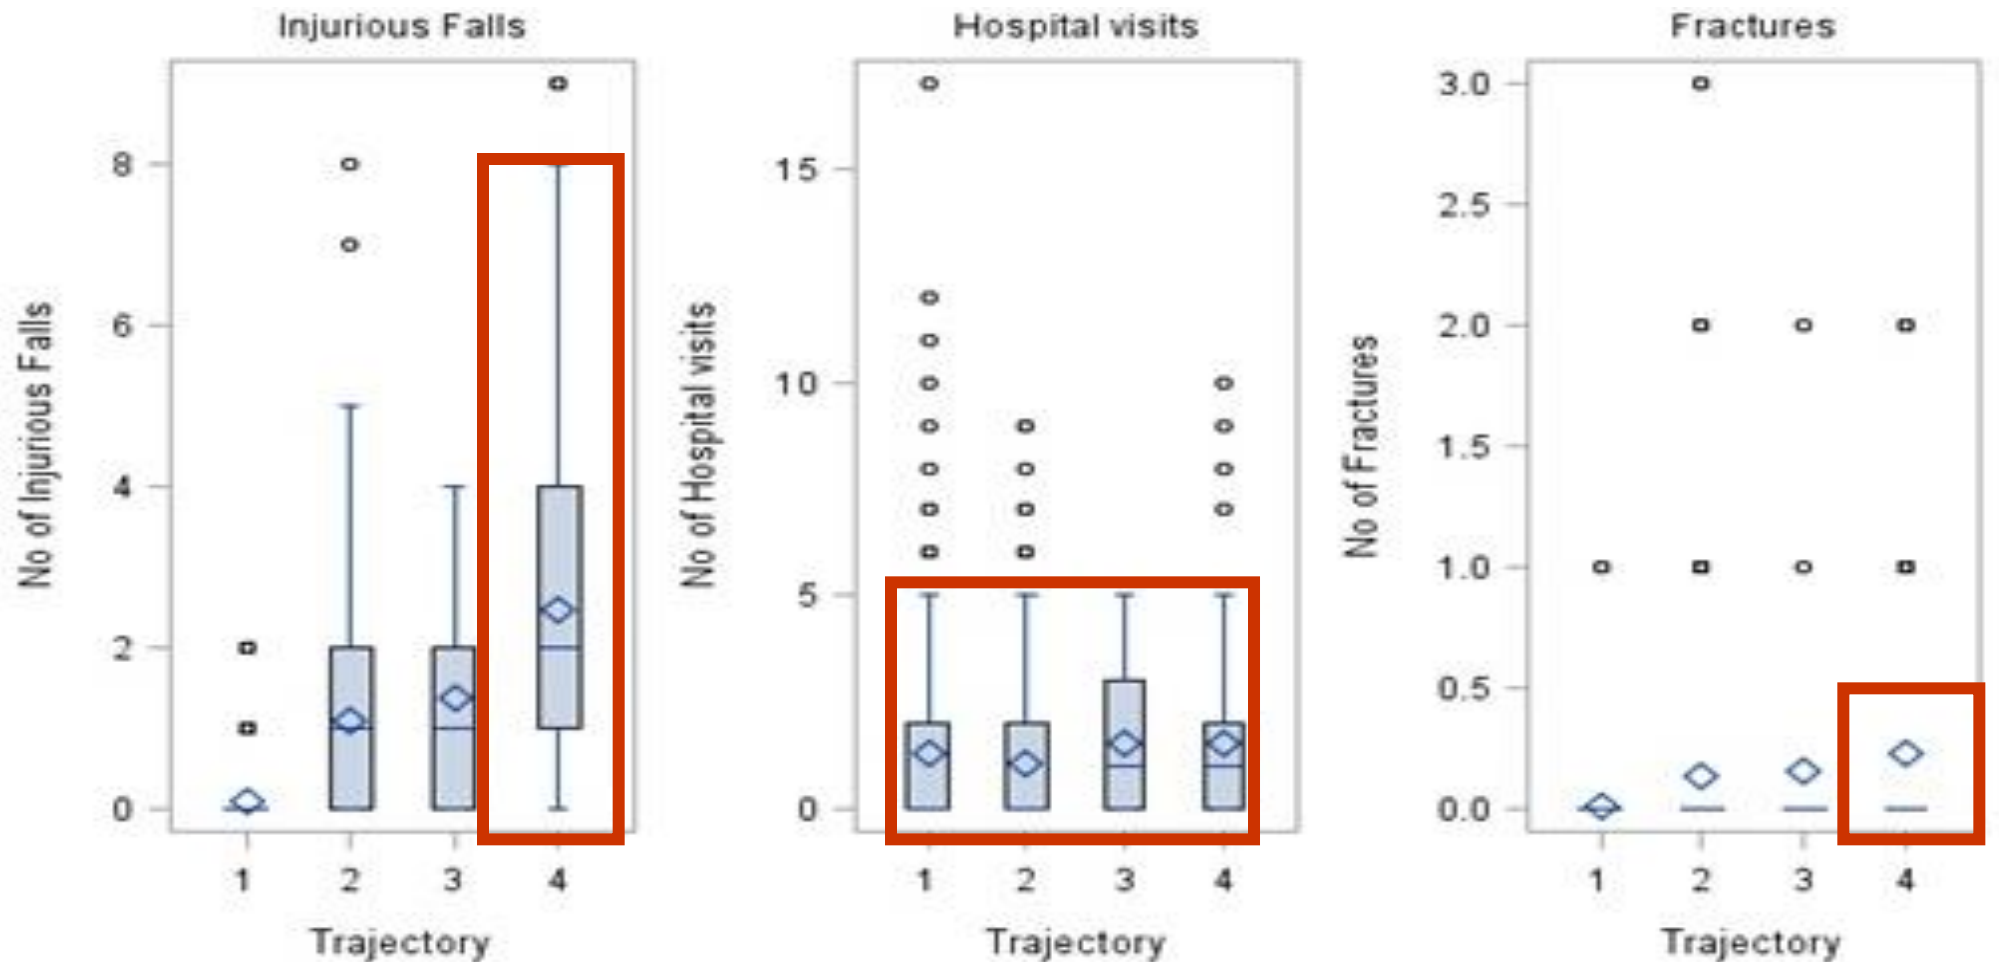 Injurious Falls
No of Injurious Falls
8
6
4
2
0
1 2 3 4
Trajectory
Hospital visits
No of Hospital visits
15
10
5
0
1 2 3 4
Trajectory
Fractures
No of Fractures
3.0
2.5
2.0
1.5
1.0
0.5
0.0
1 2 3 4
Trajectory